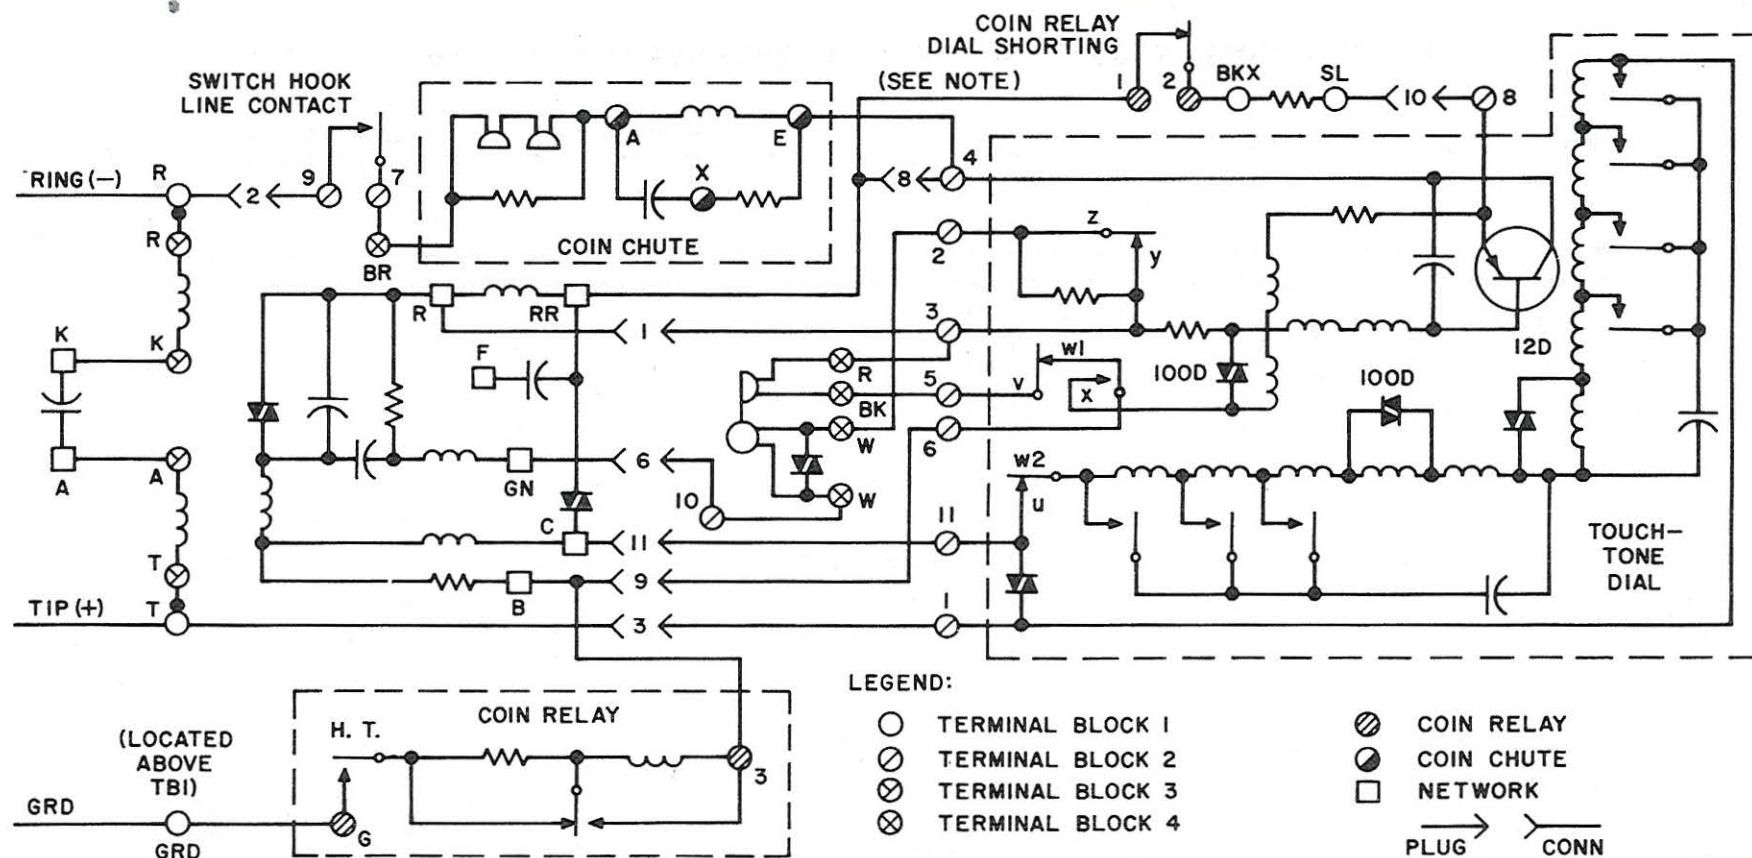 COIN RELAY
DIAL SHORTING
(SEE NOTE)
1
2
BKX
SL
10
8
SWITCH HOOK
LINE CONTACT
A
E
X
COIN CHUTE
RING (-)
R
2
9
7
BR
R
8
4
2
z
y
R
RR
1
3
12D
K
K
F
R
BK
W
W
5
6
v
w1
x
100D
100D
A
A
GN
6
10
w2
u
C
11
11
T
B
9
TIP (+)
T
3
1
TOUCH-
TONE
DIAL
COIN RELAY
H. T.
3
(LOCATED
ABOVE
TB1)
GRD
GRD
G
LEGEND:
TERMINAL BLOCK 1
TERMINAL BLOCK 2
TERMINAL BLOCK 3
TERMINAL BLOCK 4
COIN RELAY
COIN CHUTE
NETWORK
PLUG
CONN